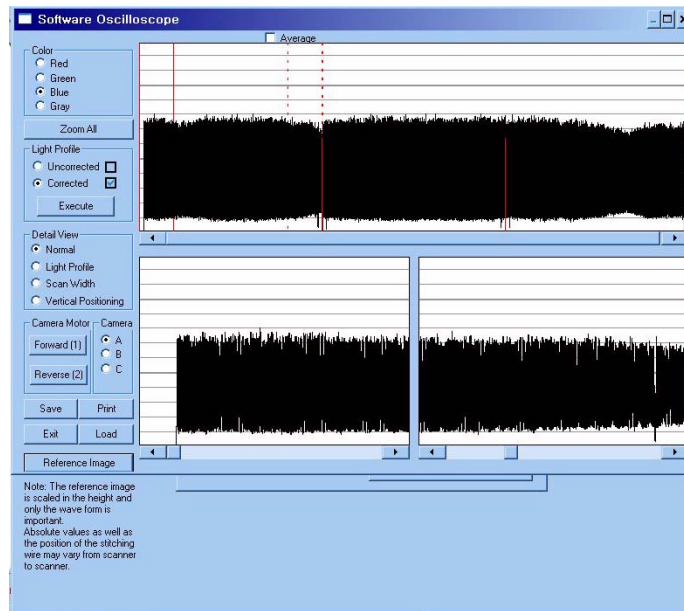 Software Oscilloscope
Average
Color
Red
Green
Blue
Gray
Zoom All
Light Profile
Uncorrected
Corrected
Execute
Detail View
Normal
Light Profile
Scan Width
Vertical Positioning
Camera Motor
Camera
Forward (1)
Reverse (2)
A
B
C
Save
Print
Exit
Load
Reference Image
Note: The reference image
is scaled in the height and
only the wave form is
important.
Absolute values as well as
the position of the stitching
wire may vary from scanner
to scanner.